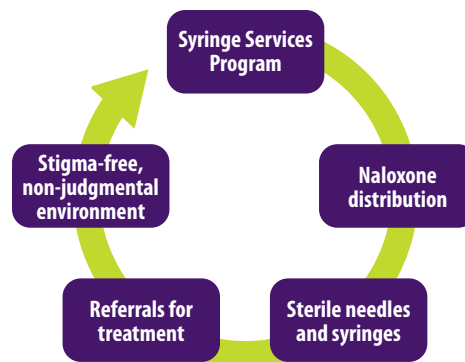 Syringe Services
Program
Naloxone
distribution
Sterile needles
and syringes
Referrals for
treatment
Stigma-free,
non-judgmental
environment